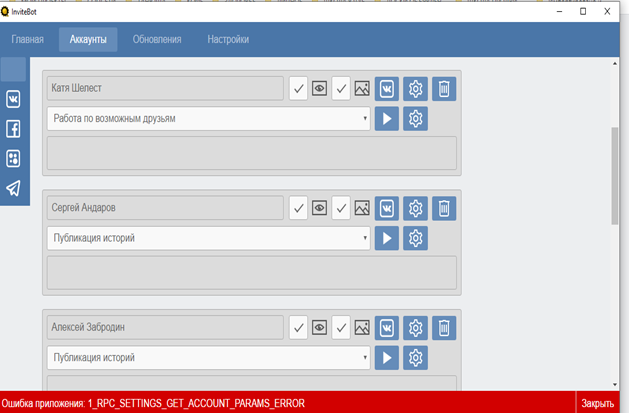 InviteBot
Главная Аккаунты Обновления Настройки
Катя Шелест
Работа по возможным друзьям
Сергей Андаров
Публикация историй
Алексей Забродин
Публикация историй
Ошибка приложения: 1_RPC_SETTINGS_GET_ACCOUNT_PARAMS_ERROR Закрыть